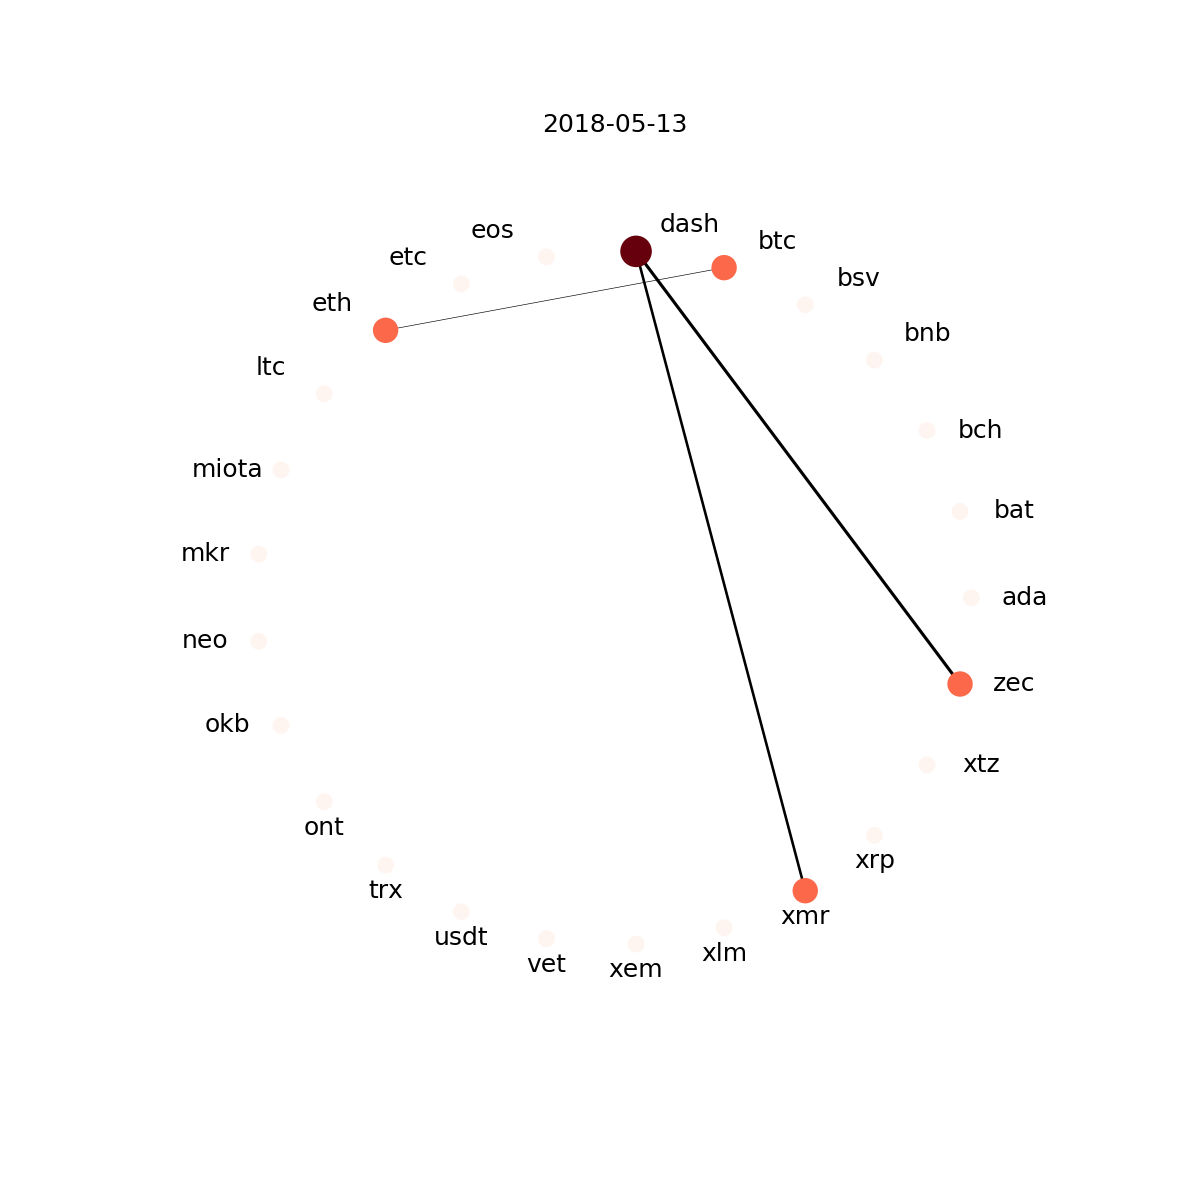 2018-05-13
dash
eos
btc
etc
bsv
eth
bnb
ltc
bch
miota
bat
mkr
ada
neo
zec
okb
xtz
ont
xrp
trx
xmr
usdt
xlm
vet
xem